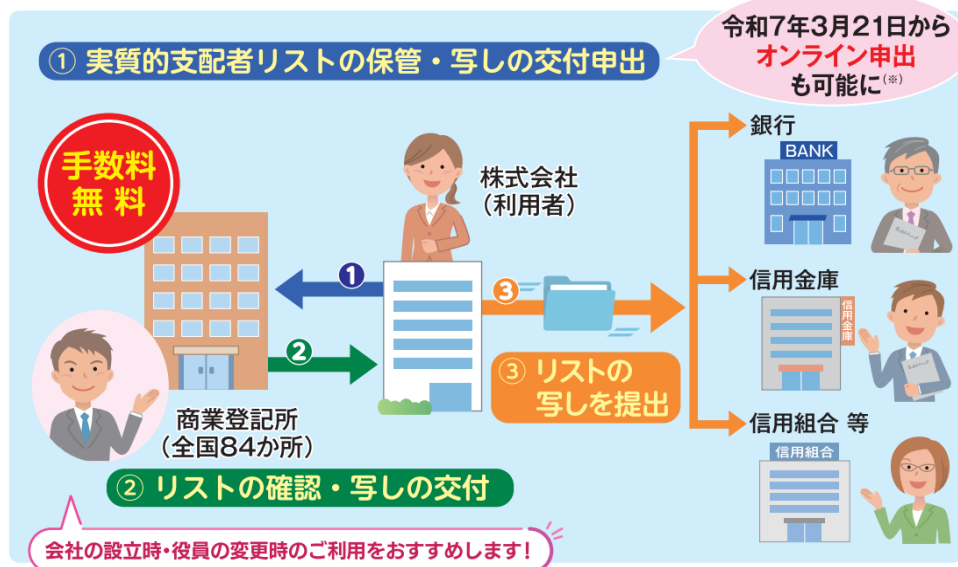 ① 実質的支配者リストの保管・写しの交付申出
令和7年3月21日から
オンライン申出
も可能に(※)
手数料
無料
株式会社
(利用者)
❶
❷
❸
③ リストの
写しを提出
銀行
BANK
信用金庫
信用金庫
信用組合 等
信用組合
商業登記所
(全国84か所)
② リストの確認・写しの交付
会社の設立時・役員の変更時のご利用をおすすめします!